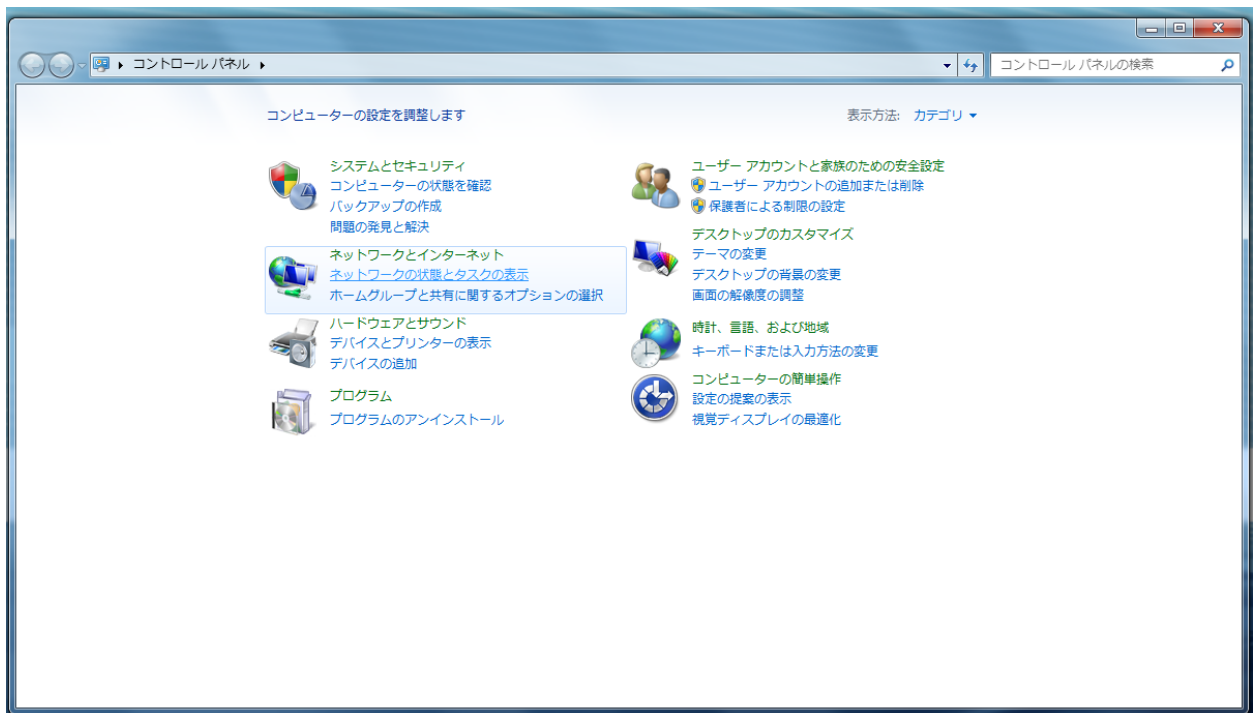 コントロール パネル
コントロール パネルの検索
コンピューターの設定を調整します
表示方法: カテゴリ
システムとセキュリティ
コンピューターの状態を確認
バックアップの作成
問題の発見と解決
ネットワークとインターネット
ネットワークの状態とタスクの表示
ホームグループと共有に関するオプションの選択
ハードウェアとサウンド
デバイスとプリンターの表示
デバイスの追加
プログラム
プログラムのアンインストール
ユーザー アカウントと家族のための安全設定
ユーザー アカウントの追加または削除
保護者による制限の設定
デスクトップのカスタマイズ
テーマの変更
デスクトップの背景の変更
画面の解像度の調整
時計、言語、および地域
キーボードまたは入力方法の変更
コンピューターの簡単操作
設定の提案の表示
視覚ディスプレイの最適化